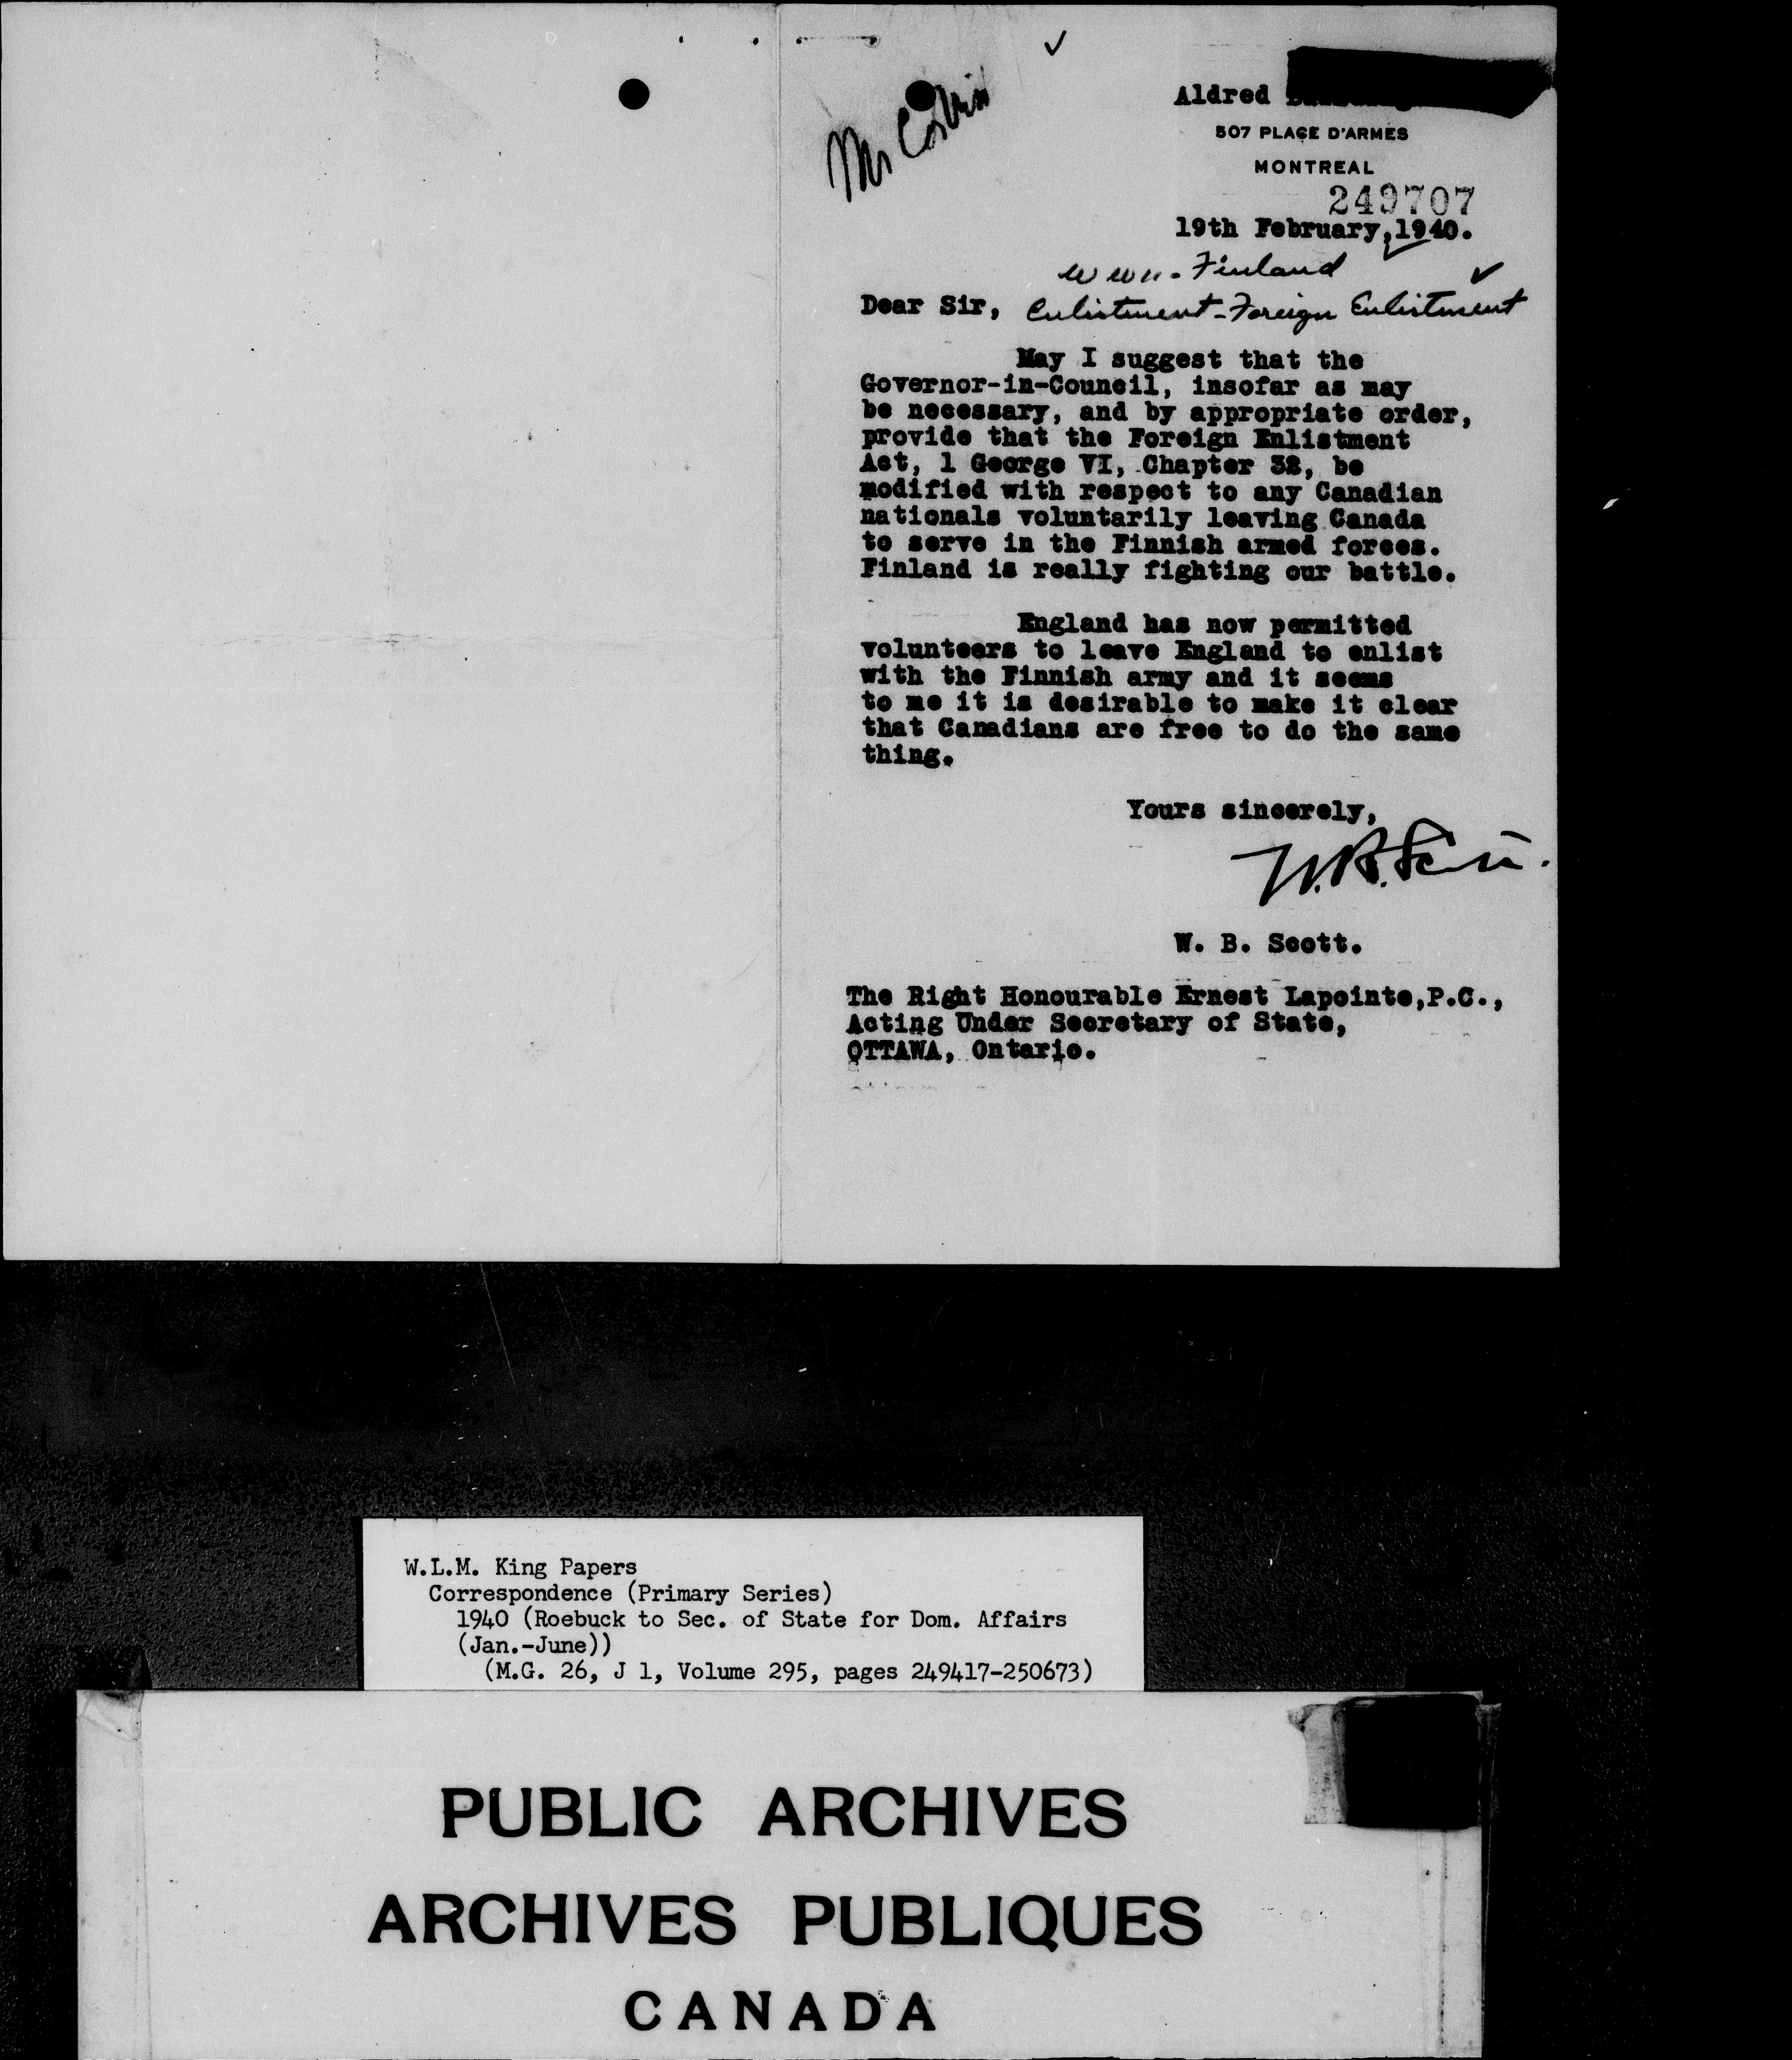 Mr Corbin
Aldred
507 PLACE D'ARMES
MONTREAL
249707
19th February, 1940.
Finland
Dear Sir,
Enlistment - Foreign Enlistment
May I suggest that the
Governor-in-Council, insofar as may
be necessary, and by appropriate order,
provide that the Foreign Enlistment
Act, 1 George VI, Chapter 32, be
modified with respect to any Canadian
nationals voluntarily leaving Canada
to serve in the Finnish armed forces.
Finland is really fighting our battle.
England has now permitted
volunteers to leave England to enlist
with the Finnish army and it seems
to me it is desirable to make it clear
that Canadians are free to do the same
thing.
Yours sincerely,
W. B. Scott.
W. B. Scott.
The Right Honourable Ernest Lapointe,P.C.,
Acting Under Secretary of State,
OTTAWA, Ontario.
W.L.M. King Papers
Correspondence (Primary Series)
1940 (Roebuck to Sec. of State for Dom. Affairs
(Jan.-June))
(M.G. 26, J 1, Volume 295, pages 249417-250673)
PUBLIC ARCHIVES
ARCHIVES PUBLIQUES
CANADA